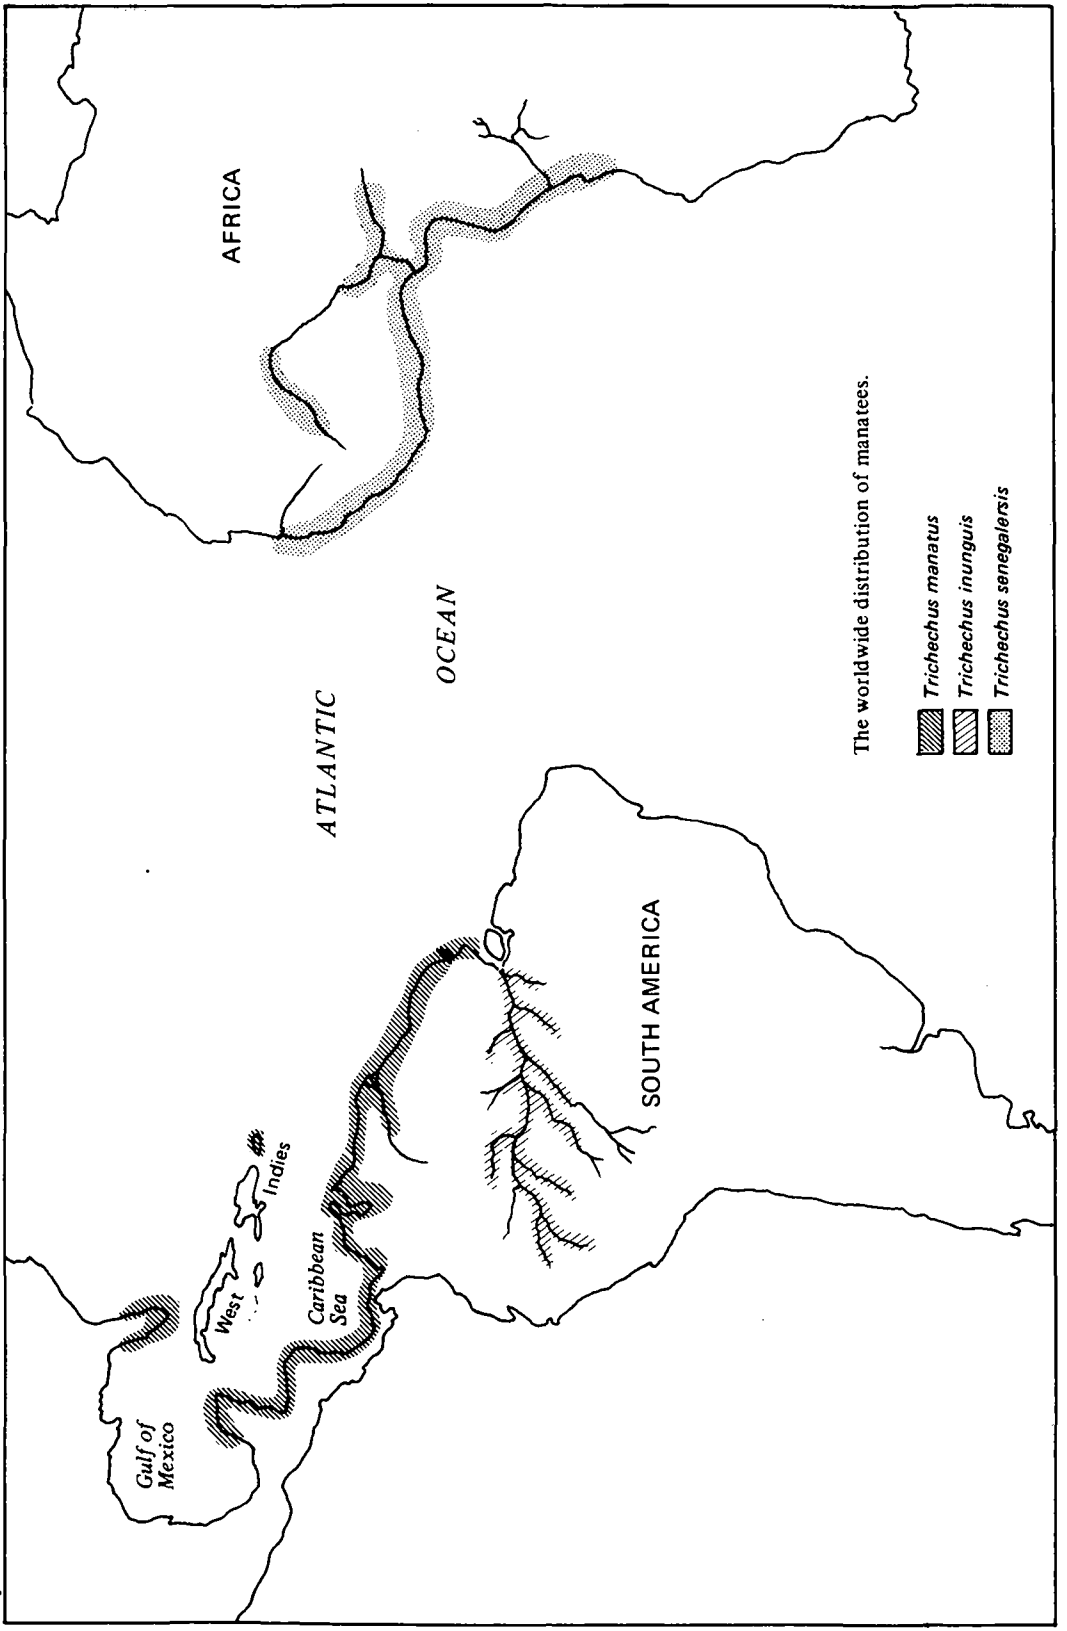 AFRICA
ATLANTIC
OCEAN
Gulf of
Mexico
West
Indies
Caribbean
Sea
SOUTH AMERICA
The worldwide distribution of manatees.
Trichechus manatus
Trichechus inunguis
Trichechus senegalersis